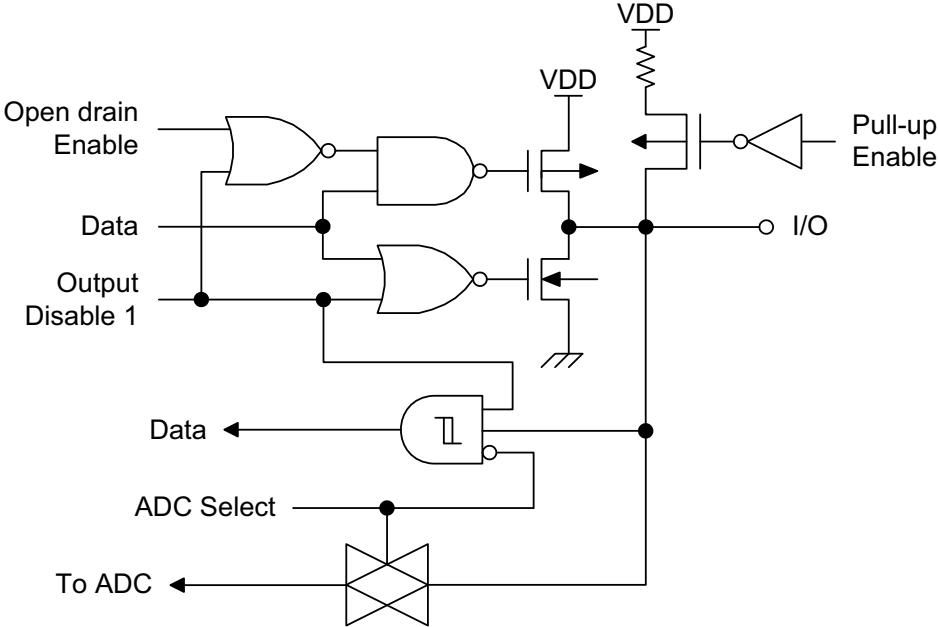 VDD
VDD
Open drain
Enable
Pull-up
Enable
Data
I/O
Output
Disable 1
Data
ADC Select
To ADC